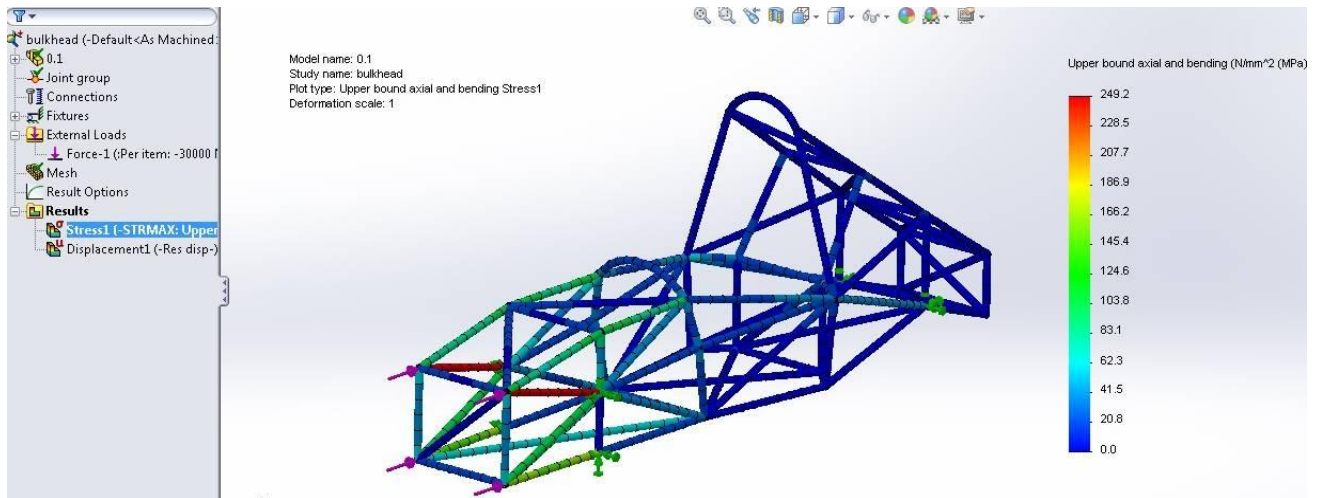 bulkhead (-Default<As Machined:
0.1
Joint group
Connections
Fixtures
External Loads
Force-1 (:Per item: -30000 N
Mesh
Result Options
Results
Stress1 (-STRMAX: Upper
Displacement1 (-Res disp-)
Model name: 0.1
Study name: bulkhead
Plot type: Upper bound axial and bending Stress1
Deformation scale: 1
Upper bound axial and bending (N/mm^2 (MPa)
249.2
228.5
207.7
186.9
166.2
145.4
124.6
103.8
83.1
62.3
41.5
20.8
0.0